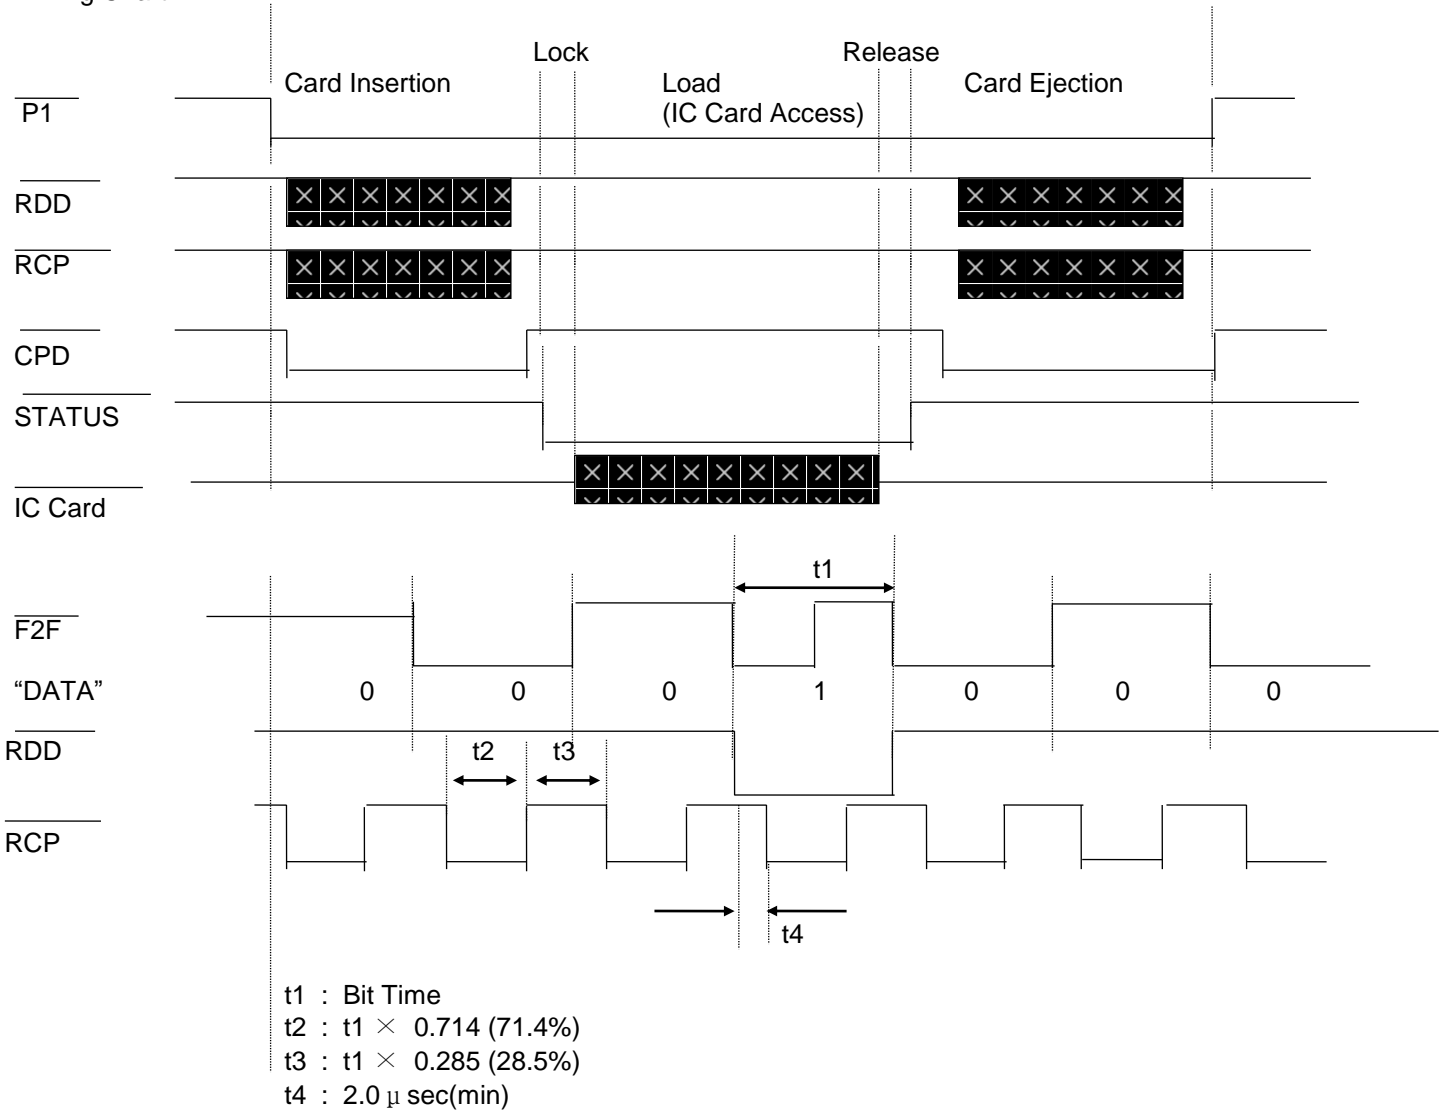 Lock Release
Card Insertion Load Card Ejection
P1 (IC Card Access)
RDD
RCP
CPD
STATUS
IC Card
t1
F2F
“DATA” 0 0 0 1 0 0 0
RDD t2 t3
RCP
t4
t1 : Bit Time
t2 : t1 × 0.714 (71.4%)
t3 : t1 × 0.285 (28.5%)
t4 : 2.0 μ sec(min)